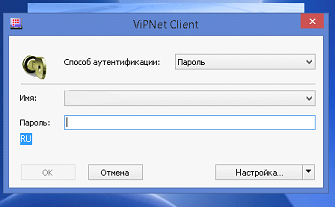 ViPNet Client
Способ аутентификации: Пароль
Имя:
Пароль:
RU
OK Отмена Настройка...